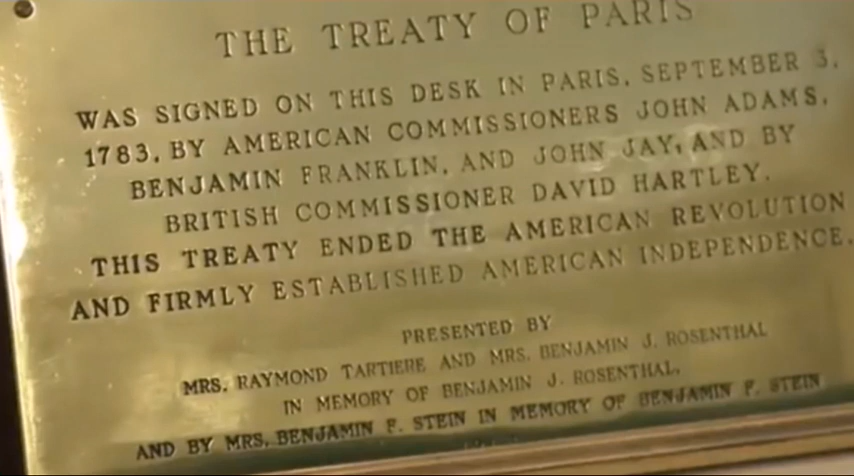 THE TREATY OF PARIS
WAS SIGNED ON THIS DESK IN PARIS, SEPTEMBER 3,
1783, BY AMERICAN COMMISSIONERS JOHN ADAMS,
BENJAMIN FRANKLIN, AND JOHN JAY, AND BY
BRITISH COMMISSIONER DAVID HARTLEY.
THIS TREATY ENDED THE AMERICAN REVOLUTION
AND FIRMLY ESTABLISHED AMERICAN INDEPENDENCE.
PRESENTED BY
MRS. RAYMOND TARTIERE AND MRS. BENJAMIN J. ROSENTHAL
IN MEMORY OF BENJAMIN J. ROSENTHAL,
AND BY MRS. BENJAMIN F. STEIN IN MEMORY OF BENJAMIN F. STEIN